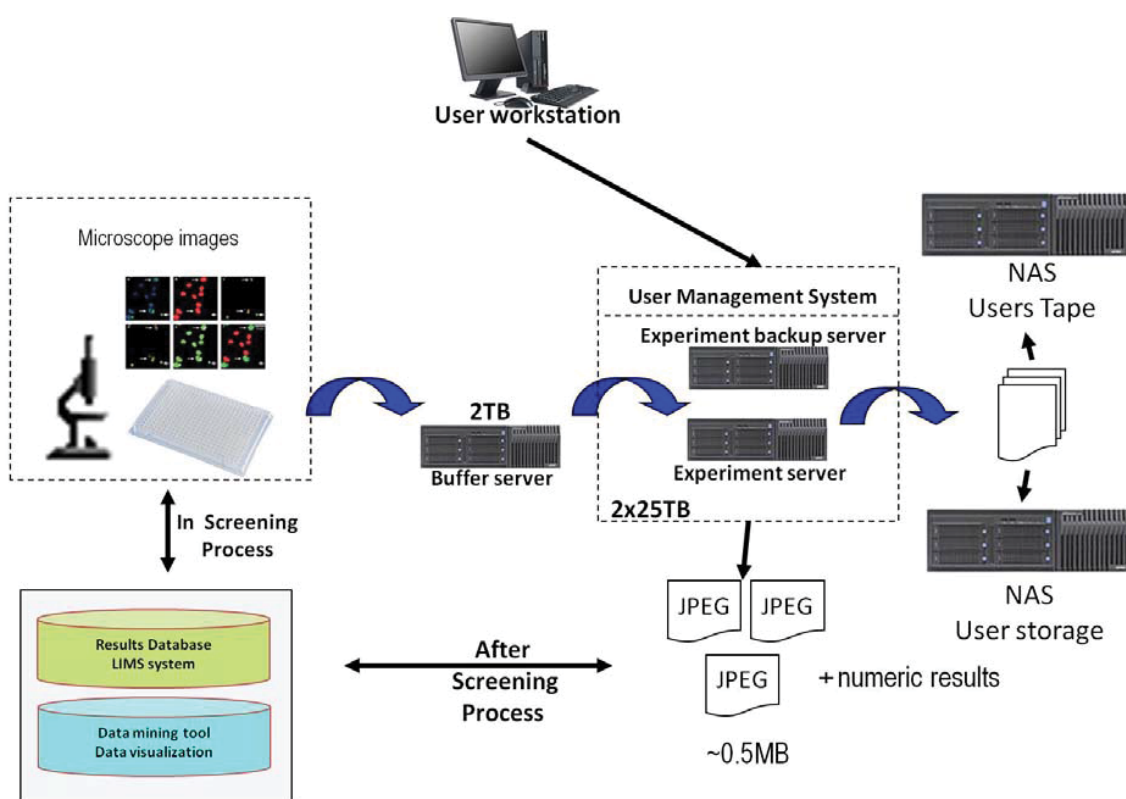 User workstation
Microscope images
User Management System
Experiment backup server
Experiment server
2x25TB
2TB
Buffer server
NAS
Users Tape
NAS
User storage
In Screening
Process
Results Database
LIMS system
Data mining tool
Data visualization
After
Screening
Process
JPEG
JPEG
JPEG
+ numeric results
~0.5MB